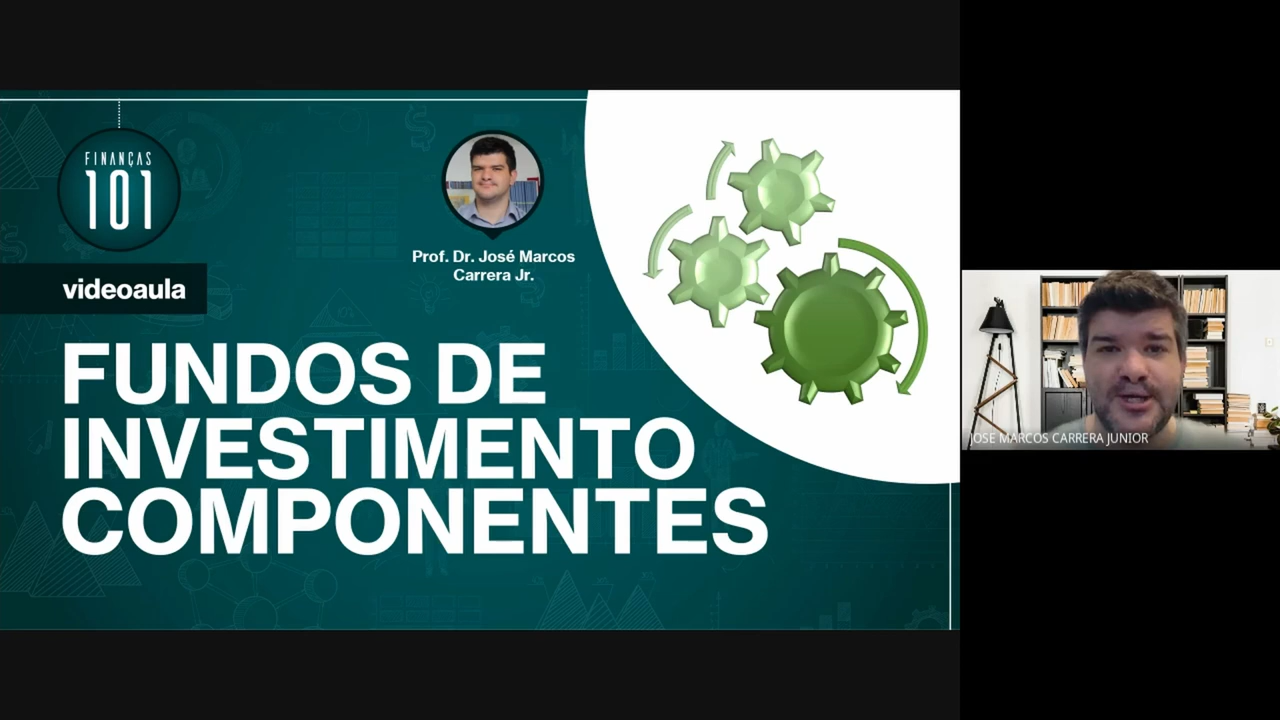 FINANÇAS
101
videoaula
Prof. Dr. José Marcos
Carrera Jr.
FUNDOS DE
INVESTIMENTO
COMPONENTES
JOSE MARCOS CARRERA JUNIOR